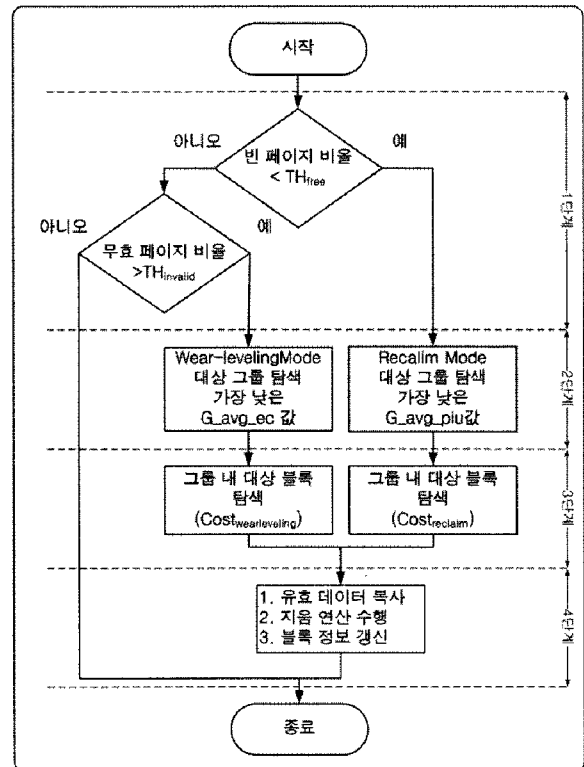 시작
아니오
빈 페이지 비율
< THfree
예
1단계
아니오
무효 페이지 비율
>THinvalid
예
Wear-levelingMode
대상 그룹 탐색
가장 낮은
G_avg_ec 값
Recalim Mode
대상 그룹 탐색
가장 낮은
G_avg_piu값
2단계
그룹 내 대상 블록
탐색
(Costwearleveling)
그룹 내 대상 블록
탐색
(Costreclaim)
3단계
1. 유효 데이터 복사
2. 지움 연산 수행
3. 블록 정보 갱신
4단계
종료